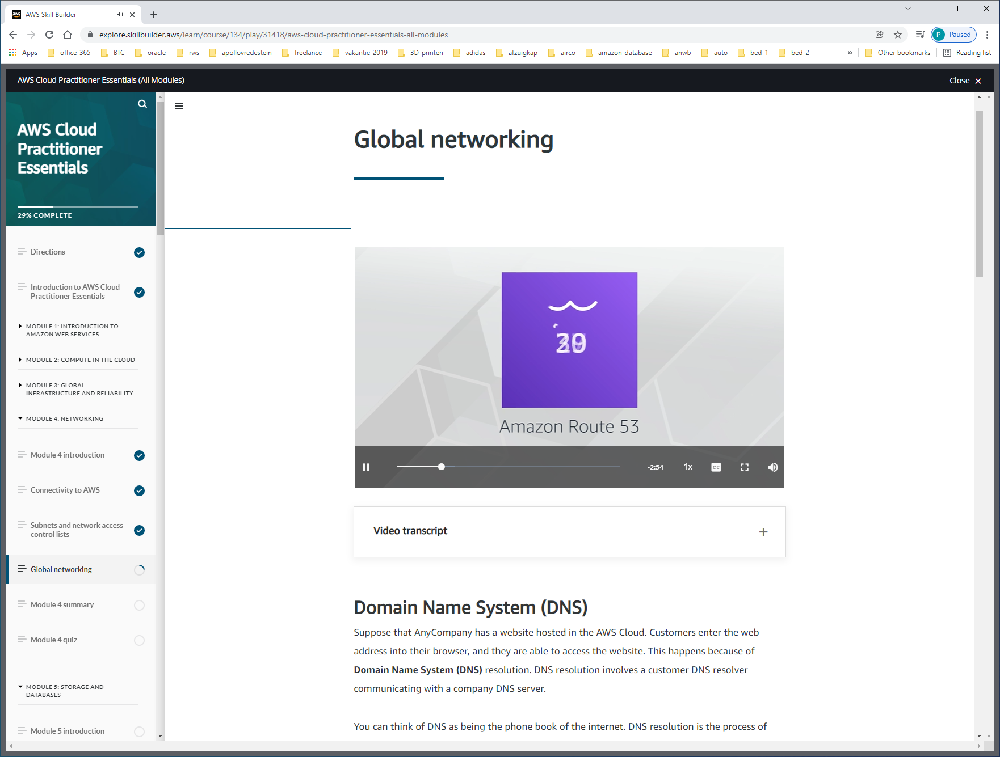 AWS Skill Builder
explore.skillbuilder.aws/learn/course/134/play/31418/aws-cloud-practitioner-essentials-all-modules
P Paused
Apps office-365 BTC oracle rws apollovredestein freelance vakantie-2019 3D-printen adidas afzuigkap airco amazon-database anwb auto bed-1 bed-2 » Other bookmarks Reading list
AWS Cloud Practitioner Essentials (All Modules)
Close
AWS Cloud
Practitioner
Essentials
29% COMPLETE
Directions
Introduction to AWS Cloud
Practitioner Essentials
MODULE 1: INTRODUCTION TO
AMAZON WEB SERVICES
MODULE 2: COMPUTE IN THE CLOUD
MODULE 3: GLOBAL
INFRASTRUCTURE AND RELIABILITY
MODULE 4: NETWORKING
Module 4 introduction
Connectivity to AWS
Subnets and network access
control lists
Global networking
Module 4 summary
Module 4 quiz
MODULE 5: STORAGE AND
DATABASES
Module 5 introduction
Global networking
Amazon Route 53
-2:54 1x CC
Video transcript
Domain Name System (DNS)
Suppose that AnyCompany has a website hosted in the AWS Cloud. Customers enter the web
address into their browser, and they are able to access the website. This happens because of
Domain Name System (DNS) resolution. DNS resolution involves a customer DNS resolver
communicating with a company DNS server.
You can think of DNS as being the phone book of the internet. DNS resolution is the process of